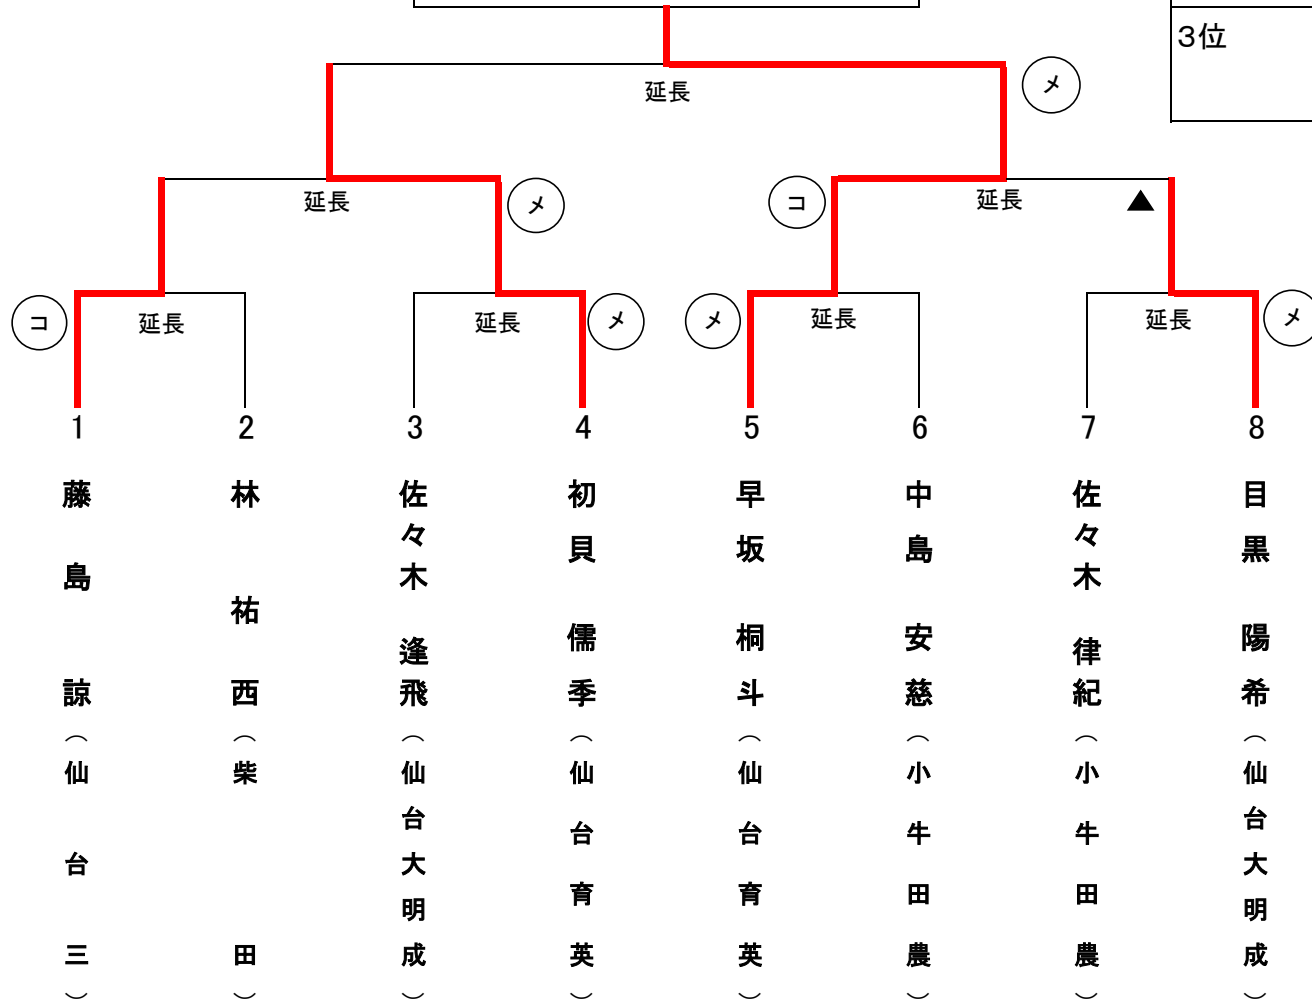 3位
延長
メ
延長
メ
コ
延長
▲
コ
延長
延長
メ
メ
延長
延長
メ
1
2
3
4
5
6
7
8
藤島諒（仙台三）
林祐西（柴田）
佐々木逢飛（仙台大明成）
初貝儒季（仙台育英）
早坂桐斗（仙台育英）
中島安慈（小牛田農）
佐々木律紀（小牛田農）
目黒陽希（仙台大明成）